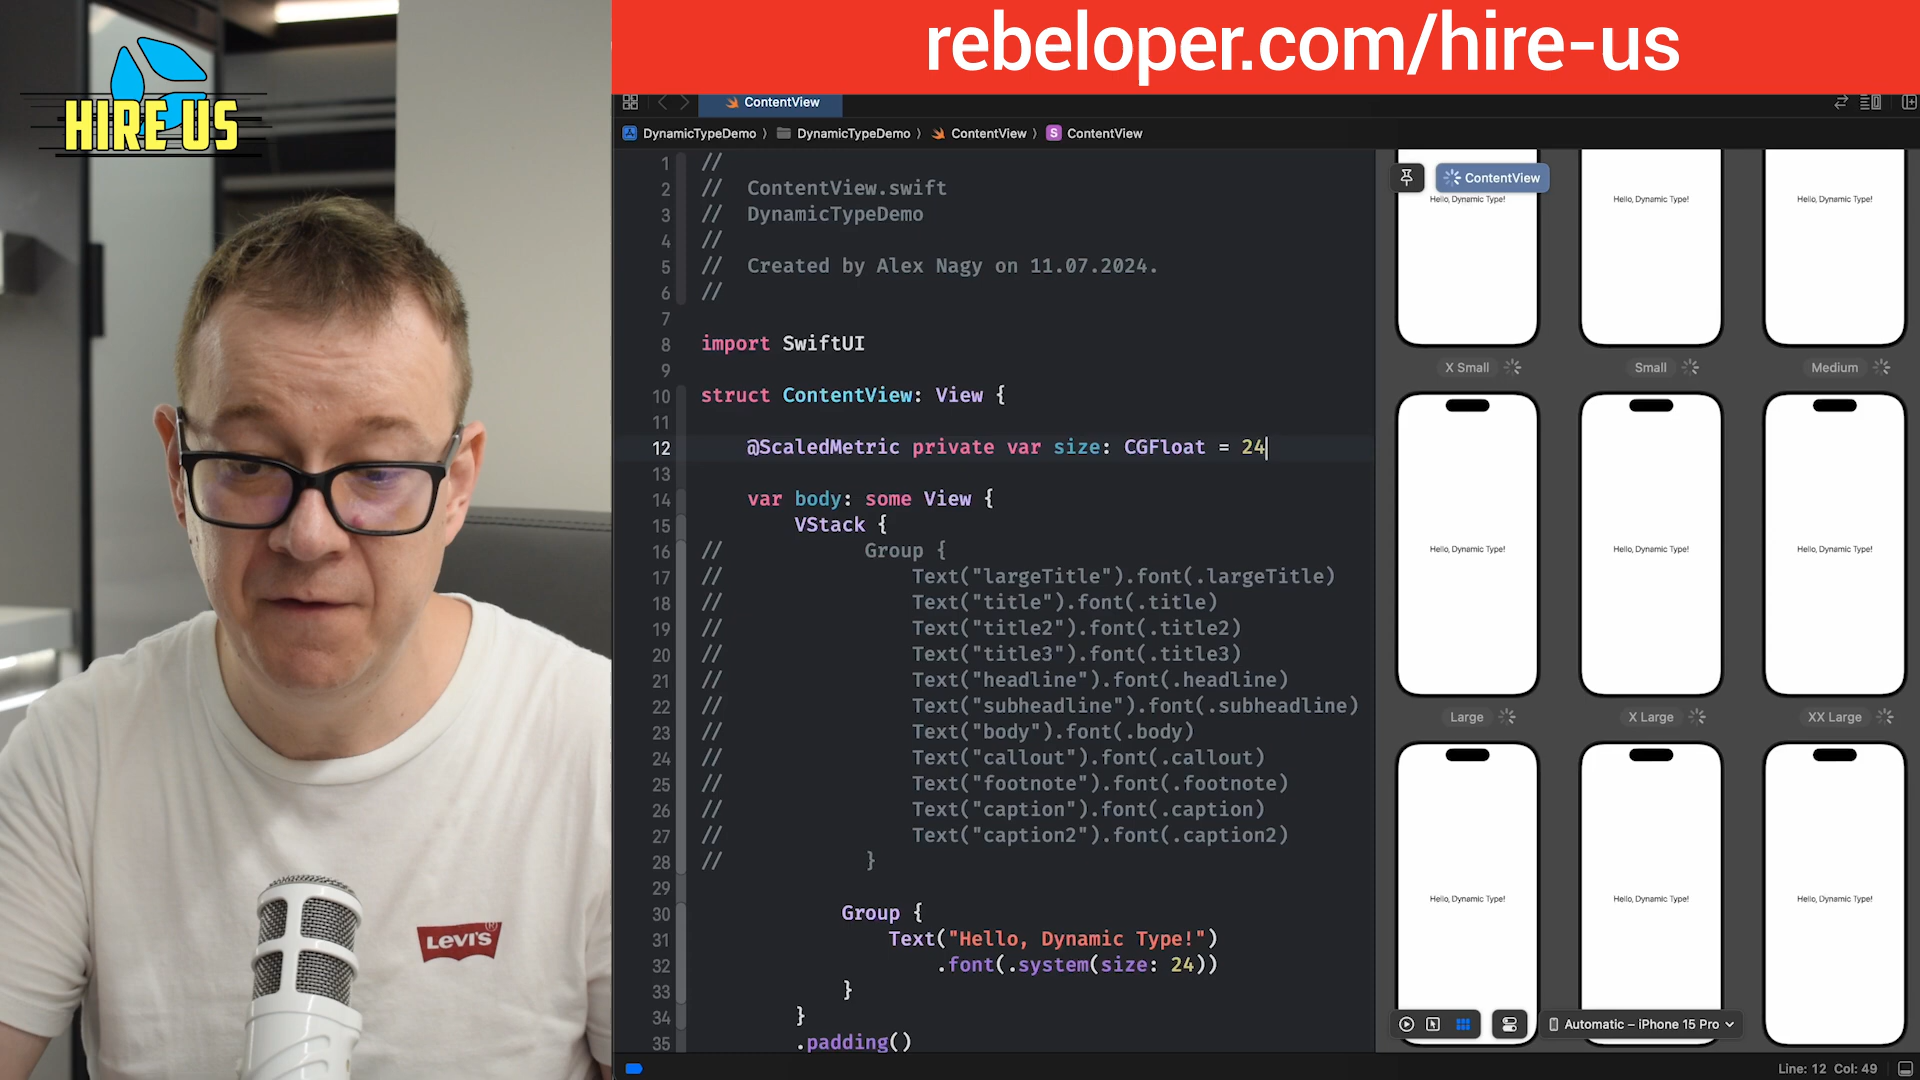 rebeloper.com/hire-us
HIRE US
ContentView
DynamicTypeDemo 〉 DynamicTypeDemo 〉 ContentView 〉 S ContentView
1 //
2 // ContentView.swift
3 // DynamicTypeDemo
4 //
5 // Created by Alex Nagy on 11.07.2024.
6 //
7
8 import SwiftUI
9
10 struct ContentView: View {
11
12 @ScaledMetric private var size: CGFloat = 24
13
14 var body: some View {
15 VStack {
16 // Group {
17 // Text("largeTitle").font(.largeTitle)
18 // Text("title").font(.title)
19 // Text("title2").font(.title2)
20 // Text("title3").font(.title3)
21 // Text("headline").font(.headline)
22 // Text("subheadline").font(.subheadline)
23 // Text("body").font(.body)
24 // Text("callout").font(.callout)
25 // Text("footnote").font(.footnote)
26 // Text("caption").font(.caption)
27 // Text("caption2").font(.caption2)
28 // }
29
30 Group {
31 Text("Hello, Dynamic Type!")
32 .font(.system(size: 24))
33 }
34 }
35 .padding()
ContentView
Hello, Dynamic Type! Hello, Dynamic Type! Hello, Dynamic Type!
X Small Small Medium
Hello, Dynamic Type! Hello, Dynamic Type! Hello, Dynamic Type!
Large X Large XX Large
Hello, Dynamic Type! Hello, Dynamic Type! Hello, Dynamic Type!
Automatic – iPhone 15 Pro
Line: 12 Col: 49
LEVI'S ®